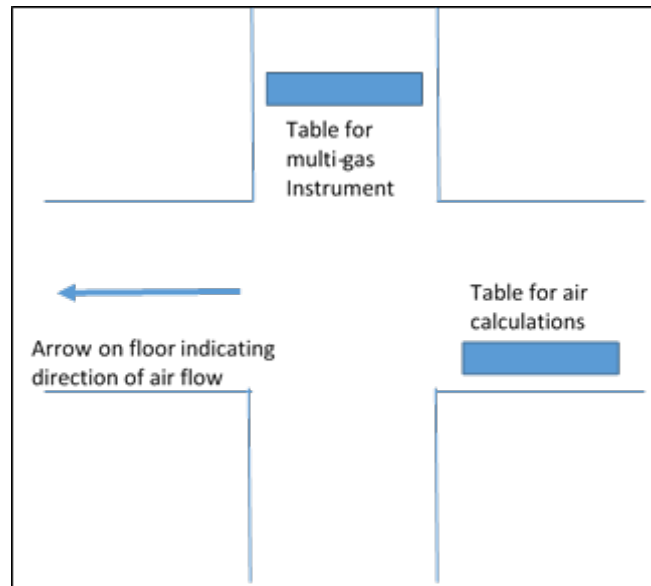 Table for
multi-gas
Instrument
Table for air
calculations
Arrow on floor indicating
direction of air flow